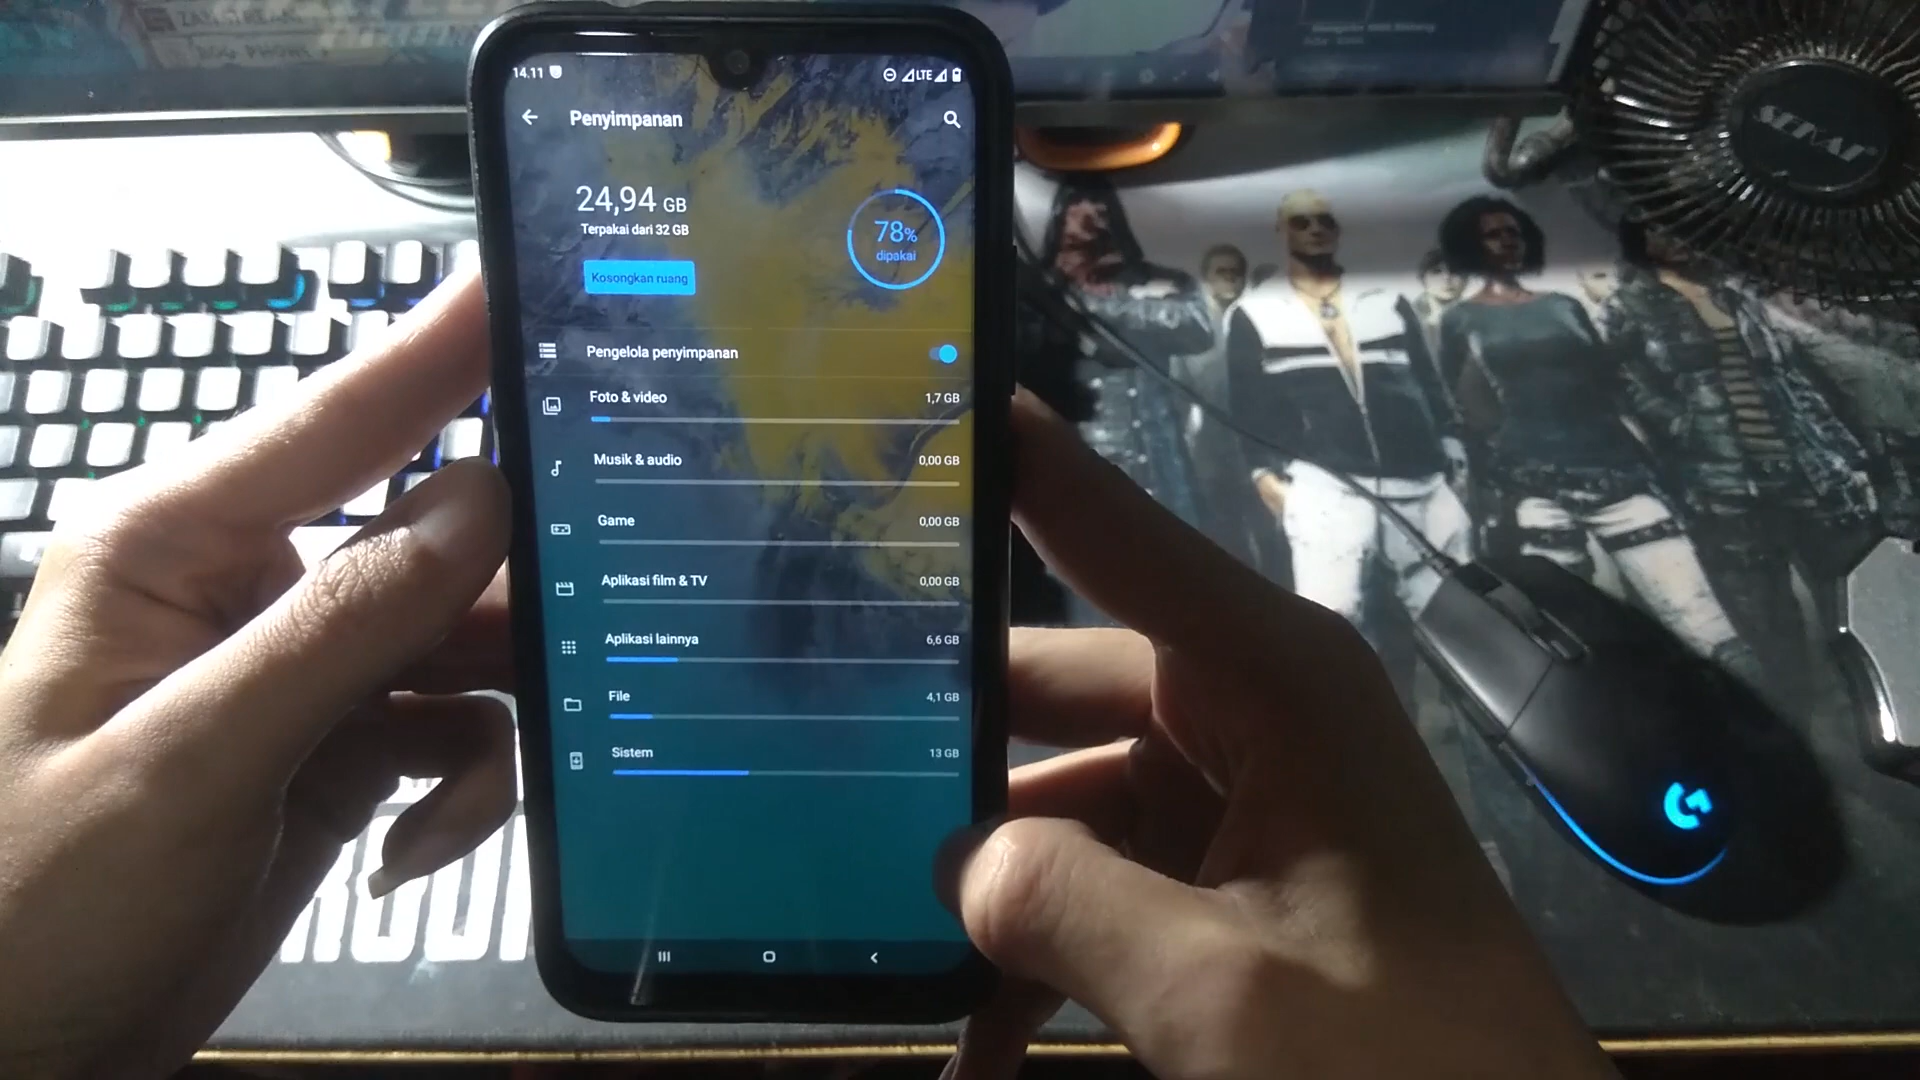 14.11
LTE
Penyimpanan
24,94 GB
Terpakai dari 32 GB
78%
dipakai
Kosongkan ruang
Pengelola penyimpanan
Foto & video
1,7 GB
Musik & audio
0,00 GB
Game
0,00 GB
Aplikasi film & TV
0,00 GB
Aplikasi lainnya
6,6 GB
File
4,1 GB
Sistem
13 GB
SEKAI
G